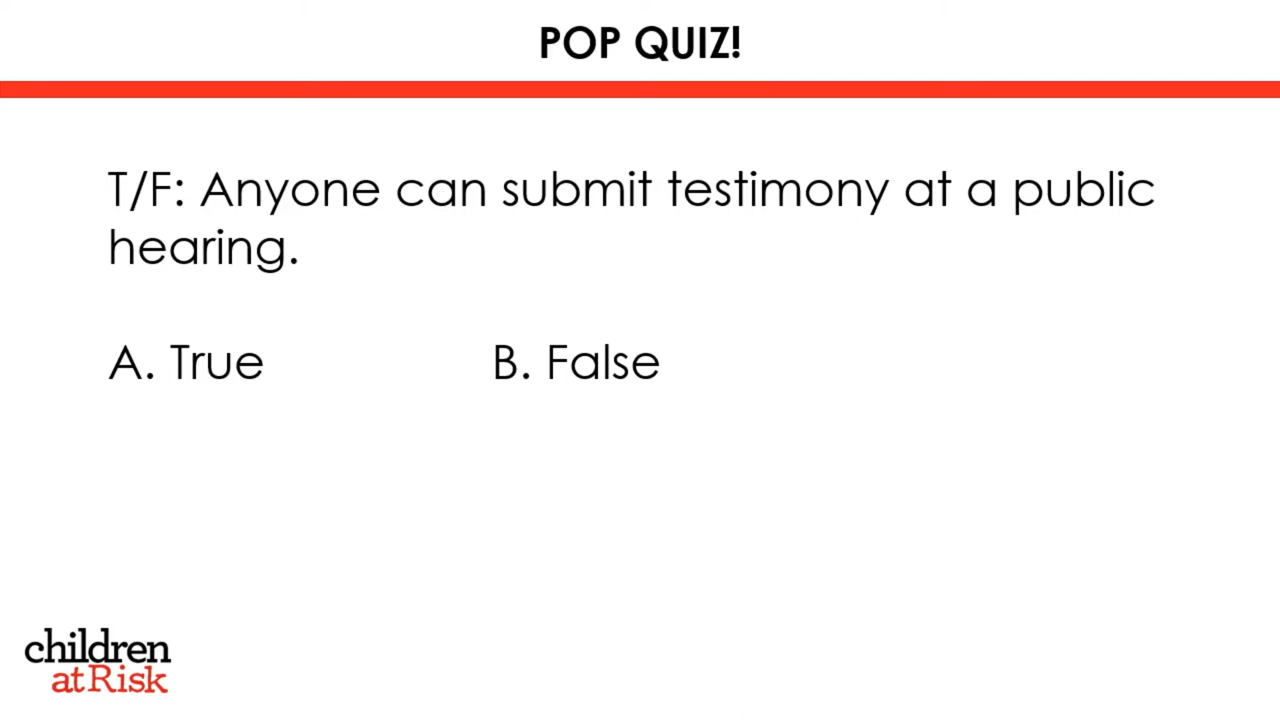 POP QUIZ!
T/F: Anyone can submit testimony at a public
hearing.
A. True B. False
children
at Risk